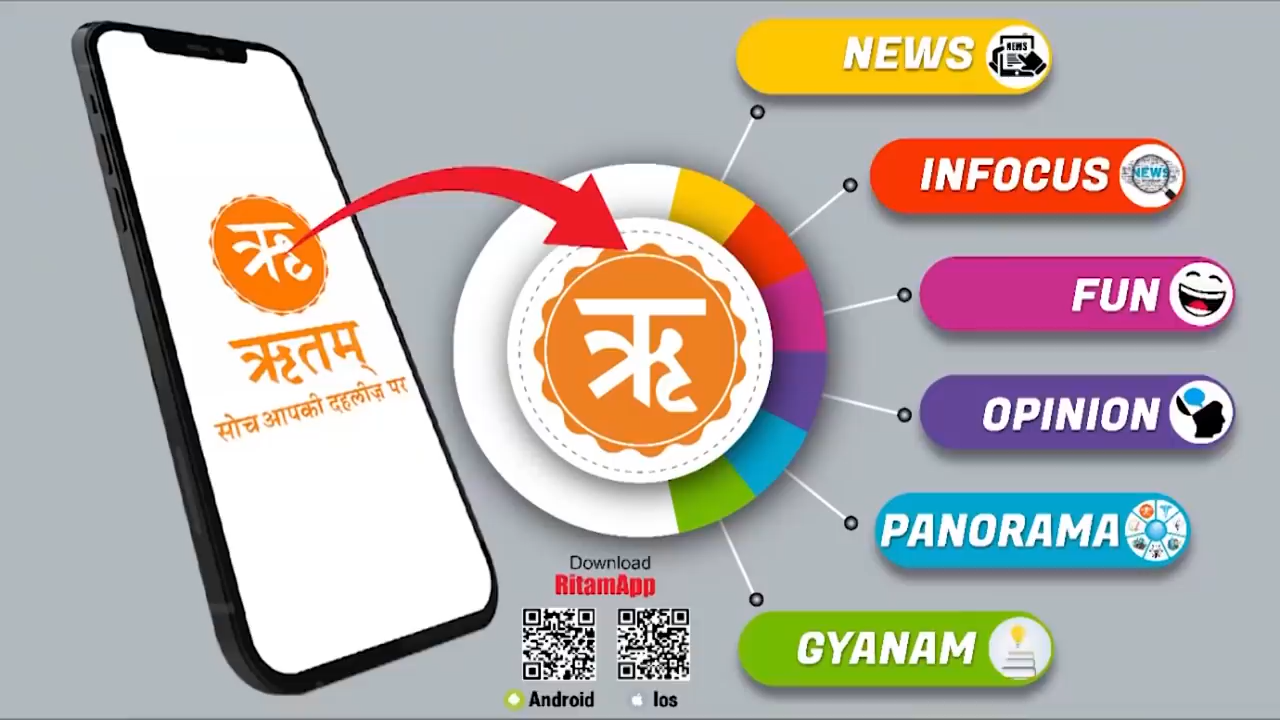 ऋ
ऋतम्
सोच आपकी दहलीज़ पर
ऋ
NEWS
NEWS
INFOCUS
NEWS
FUN
OPINION
PANORAMA
GYANAM
Download
RitamApp
Android
Ios